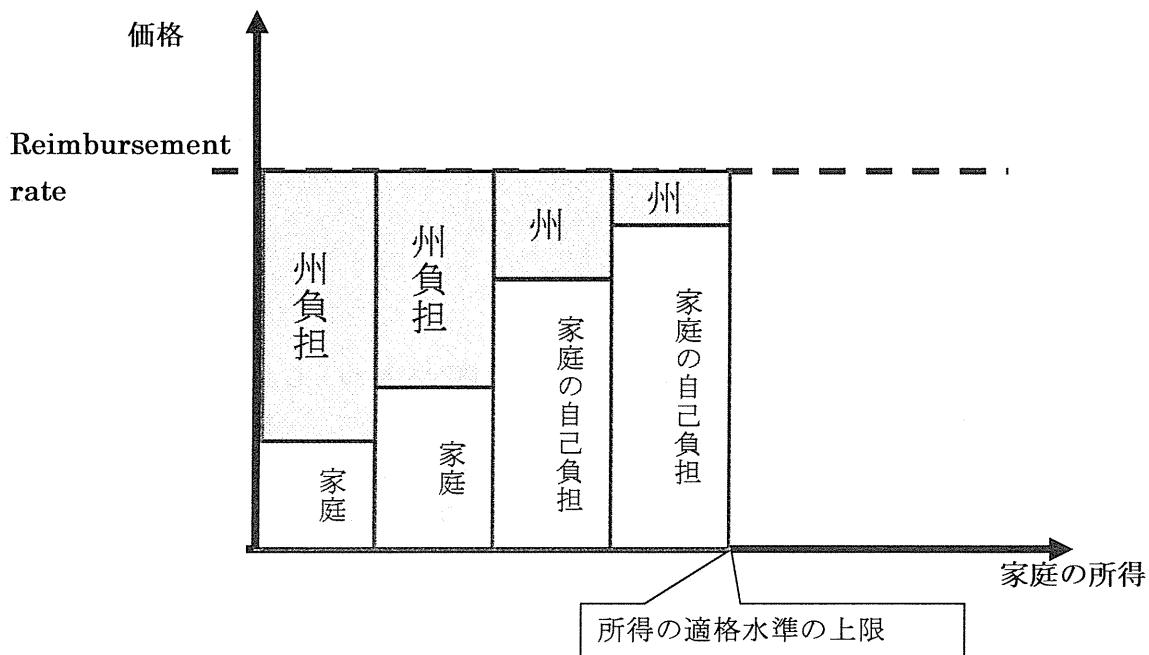 価格
Reimbursement
rate
州負担
州負担
州
州
家庭
家庭
家庭の自己負担
家庭の自己負担
家庭の所得
所得の適格水準の上限